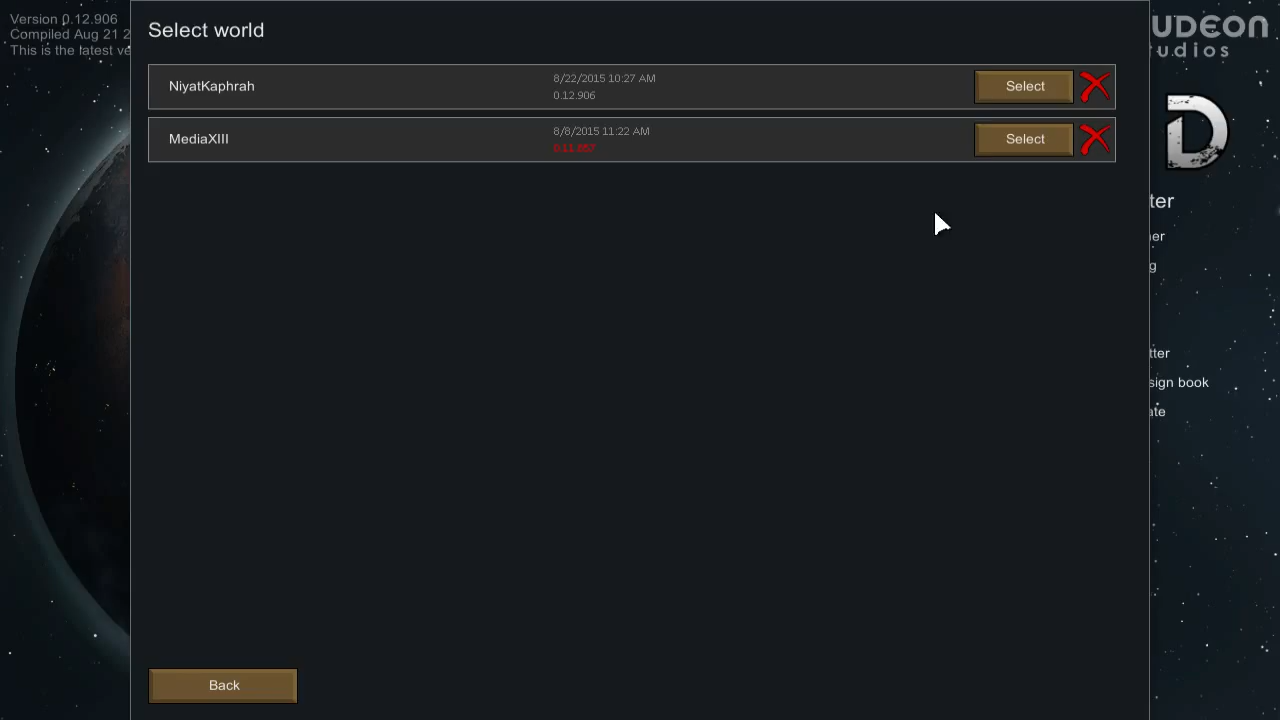 Version 0.12.906
Compiled Aug 21 2
This is the latest ve
UDEON
tudios
Select world
NiyatKaphrah
8/22/2015 10:27 AM
0.12.906
Select
MediaXIII
8/8/2015 11:22 AM
Select
ter
er
g
tter
sign book
ate
Back